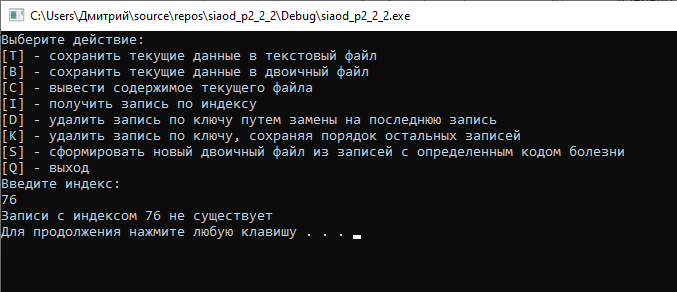 C:\Users\Дмитрий\source\repos\siaod_p2_2_2\Debug\siaod_p2_2_2.exe
Выберите действие:
[T] - сохранить текущие данные в текстовый файл
[B] - сохранить текущие данные в двоичный файл
[C] - вывести содержимое текущего файла
[I] - получить запись по индексу
[D] - удалить запись по ключу путем замены на последнюю запись
[K] - удалить запись по ключу, сохраняя порядок остальных записей
[S] - сформировать новый двоичный файл из записей с определенным кодом болезни
[Q] - выход
Введите индекс:
76
Записи с индексом 76 не существует
Для продолжения нажмите любую клавишу . . .